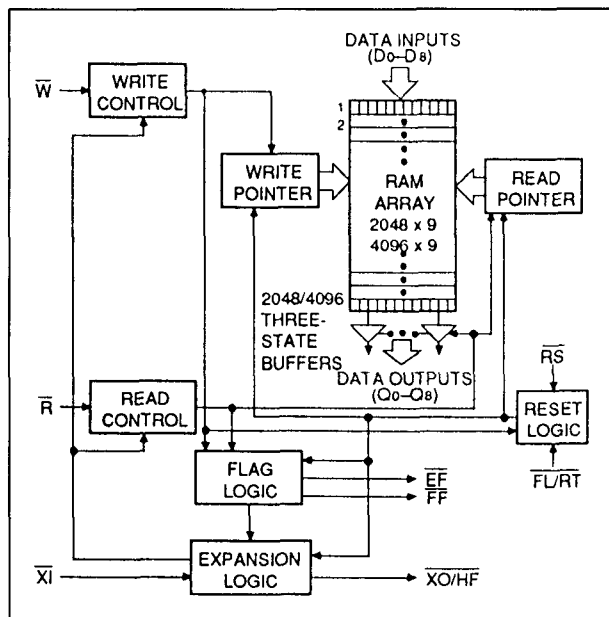 DATA INPUTS
(D0–D8)
W
WRITE
CONTROL
1
2
WRITE
POINTER
RAM
ARRAY
2048 x 9
4096 x 9
READ
POINTER
2048/4096
THREE-
STATE
BUFFERS
DATA OUTPUTS
(Q0–Q8)
RS
R
READ
CONTROL
RESET
LOGIC
FLAG
LOGIC
EF
FF
FL/RT
EXPANSION
LOGIC
XI
XO/HF